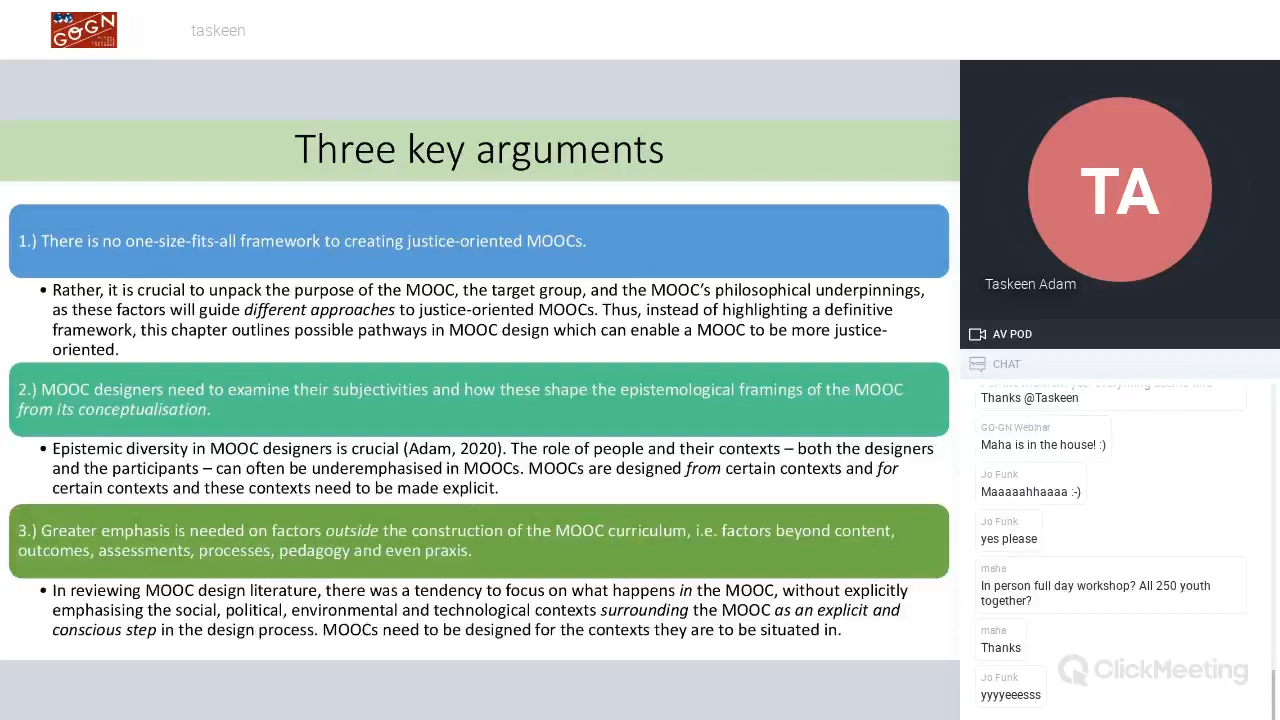 GOGN
taskeen
Three key arguments
1.) There is no one-size-fits-all framework to creating justice-oriented MOOCs.
• Rather, it is crucial to unpack the purpose of the MOOC, the target group, and the MOOC's philosophical underpinnings,
as these factors will guide different approaches to justice-oriented MOOCs. Thus, instead of highlighting a definitive
framework, this chapter outlines possible pathways in MOOC design which can enable a MOOC to be more justice-
oriented.
2.) MOOC designers need to examine their subjectivities and how these shape the epistemological framings of the MOOC
from its conceptualisation.
• Epistemic diversity in MOOC designers is crucial (Adam, 2020). The role of people and their contexts – both the designers
and the participants – can often be underemphasised in MOOCs. MOOCs are designed from certain contexts and for
certain contexts and these contexts need to be made explicit.
3.) Greater emphasis is needed on factors outside the construction of the MOOC curriculum, i.e. factors beyond content,
outcomes, assessments, processes, pedagogy and even praxis.
• In reviewing MOOC design literature, there was a tendency to focus on what happens in the MOOC, without explicitly
emphasising the social, political, environmental and technological contexts surrounding the MOOC as an explicit and
conscious step in the design process. MOOCs need to be designed for the contexts they are to be situated in.
TA
Taskeen Adam
AV POD
CHAT
Thanks @Taskeen
GO-GN Webinar
Maha is in the house! :)
Jo Funk
Maaaaahhaaaa :-)
Jo Funk
yes please
maha
In person full day workshop? All 250 youth
together?
maha
Thanks
Jo Funk
yyyyeeesss
ClickMeeting